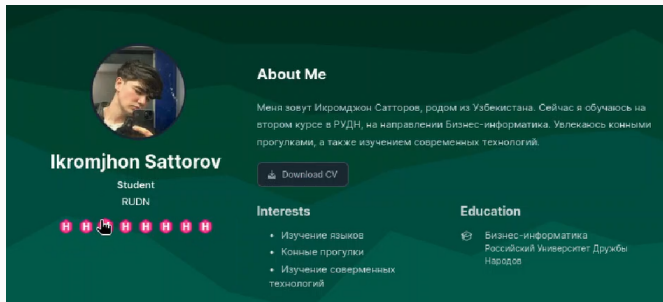 About Me
Меня зовут Икромджон Сатторов, родом из Узбекистана. Сейчас я обучаюсь на
втором курсе в РУДН, на направлении Бизнес-информатика. Увлекаюсь конными
прогулками, а также изучением современных технологий.
Download CV
Ikromjhon Sattorov
Student
RUDN
H H H H H H H
Interests
Изучение языков
Конные прогулки
Изучение соверменных
технологий
Education
Бизнес-информатика
Российский Университет Дружбы
Народов